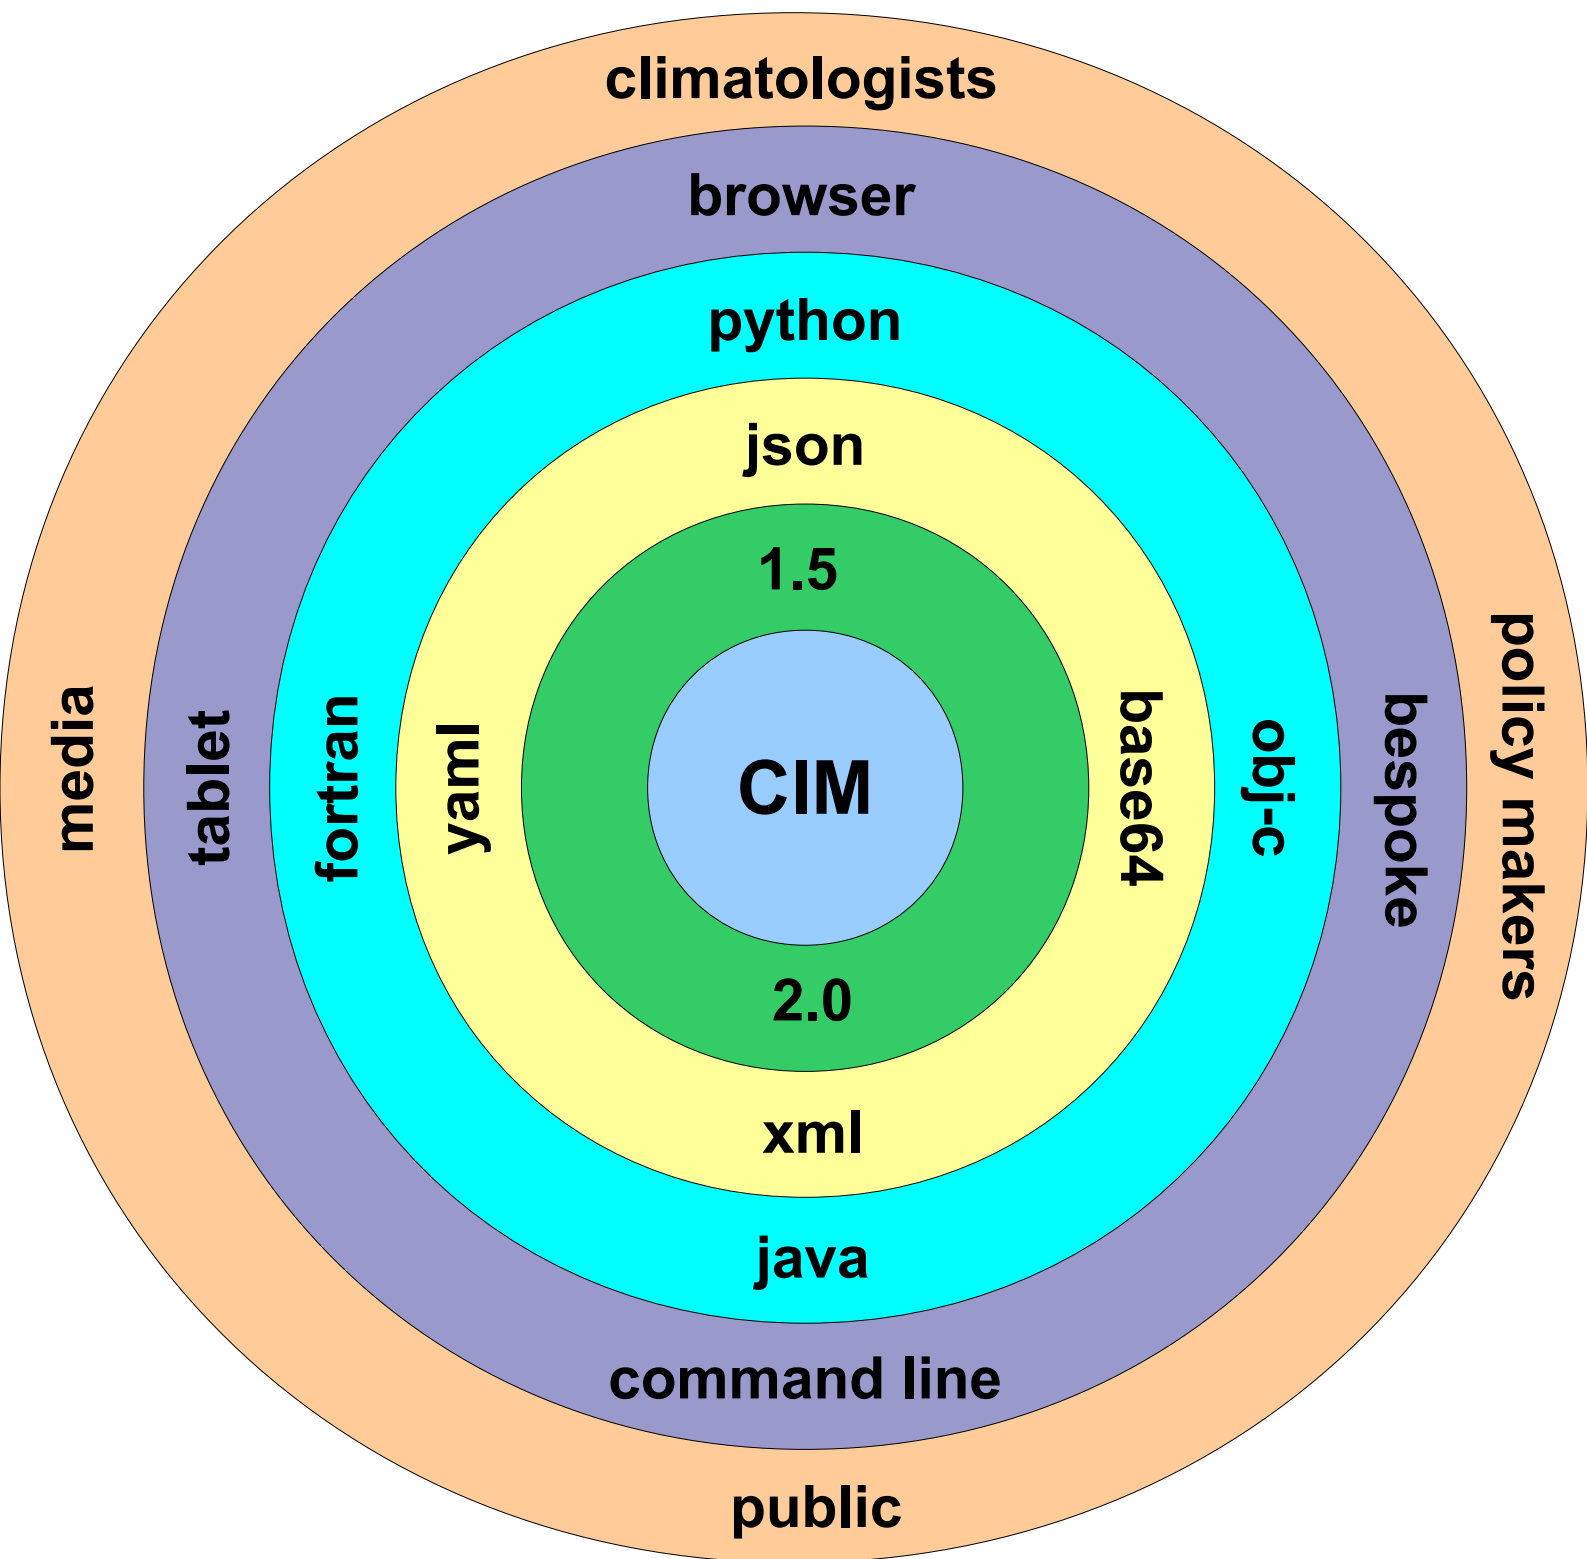 climatologists
browser
python
json
1.5
media
tablet
fortran
yaml
CIM
base64
obj-c
bespoke
policy makers
2.0
xml
java
command line
public